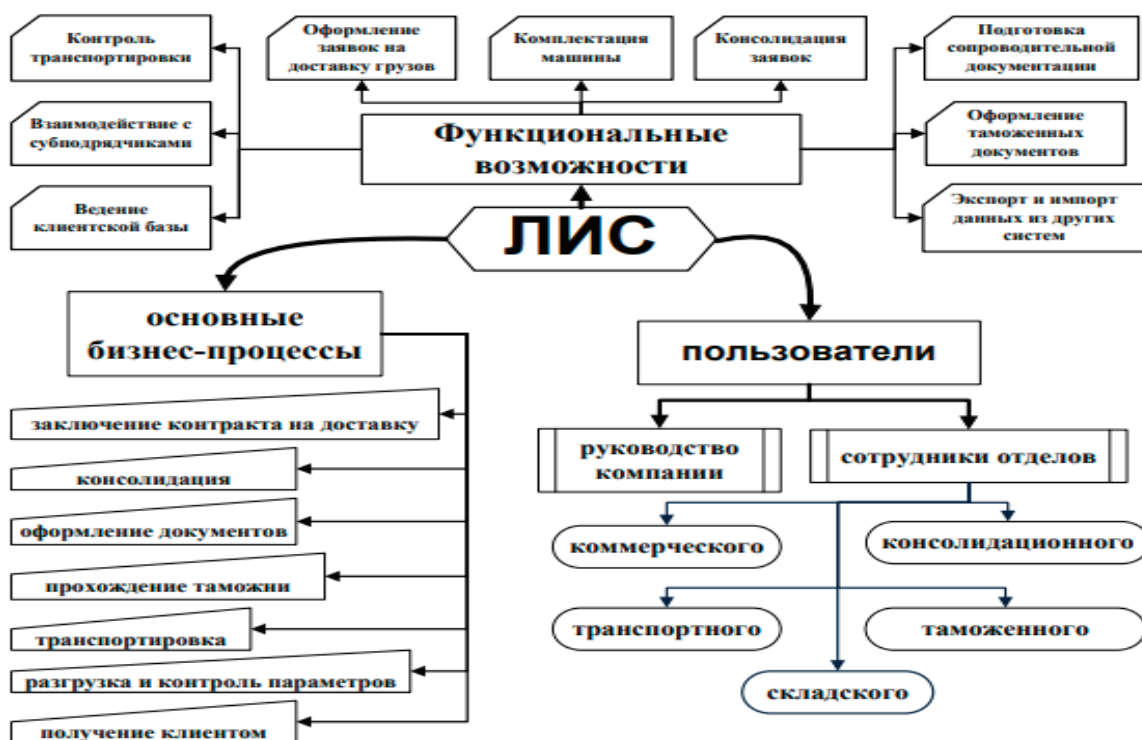 Контроль
транспортировки
Оформление
заявок на
доставку грузов
Комплектация
машины
Консолидация
заявок
Подготовка
сопроводительной
документации
Взаимодействие с
субподрядчиками
Функциональные
возможности
Оформление
таможенных
документов
Ведение
клиентской базы
Экспорт и импорт
данных из других
систем
ЛИС
основные
бизнес-процессы
заключение контракта на доставку
консолидация
оформление документов
прохождение таможни
транспортировка
разгрузка и контроль параметров
получение клиентом
пользователи
руководство
компании
сотрудники отделов
коммерческого
консолидационного
транспортного
таможенного
складского